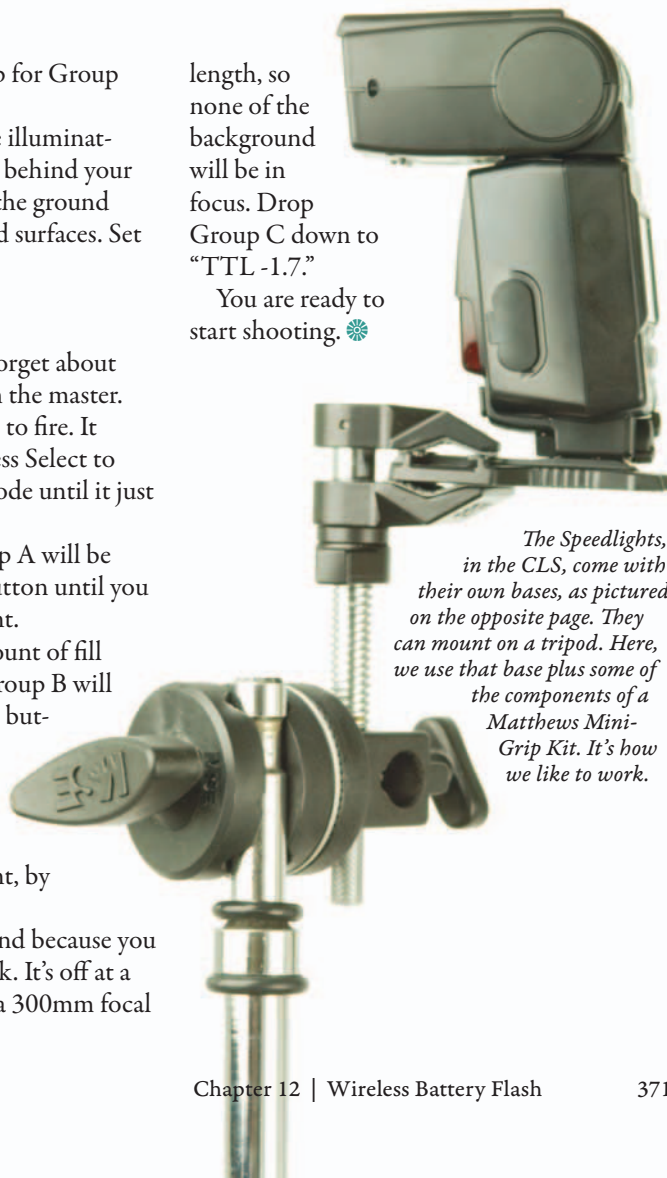 p for Group
e illuminat-
behind your
the ground
d surfaces. Set
orget about
n the master.
to fire. It
ess Select to
ode until it just
p A will be
utton until you
nt.
ount of fill
roup B will
but-
nt, by
nd because you
k. It's off at a
a 300mm focal
length, so
none of the
background
will be in
focus. Drop
Group C down to
“TTL -1.7.”
You are ready to
start shooting.
The Speedlights,
in the CLS, come with
their own bases, as pictured
on the opposite page. They
can mount on a tripod. Here,
we use that base plus some of
the components of a
Matthews Mini-
Grip Kit. It's how
we like to work.
Chapter 12 | Wireless Battery Flash 371